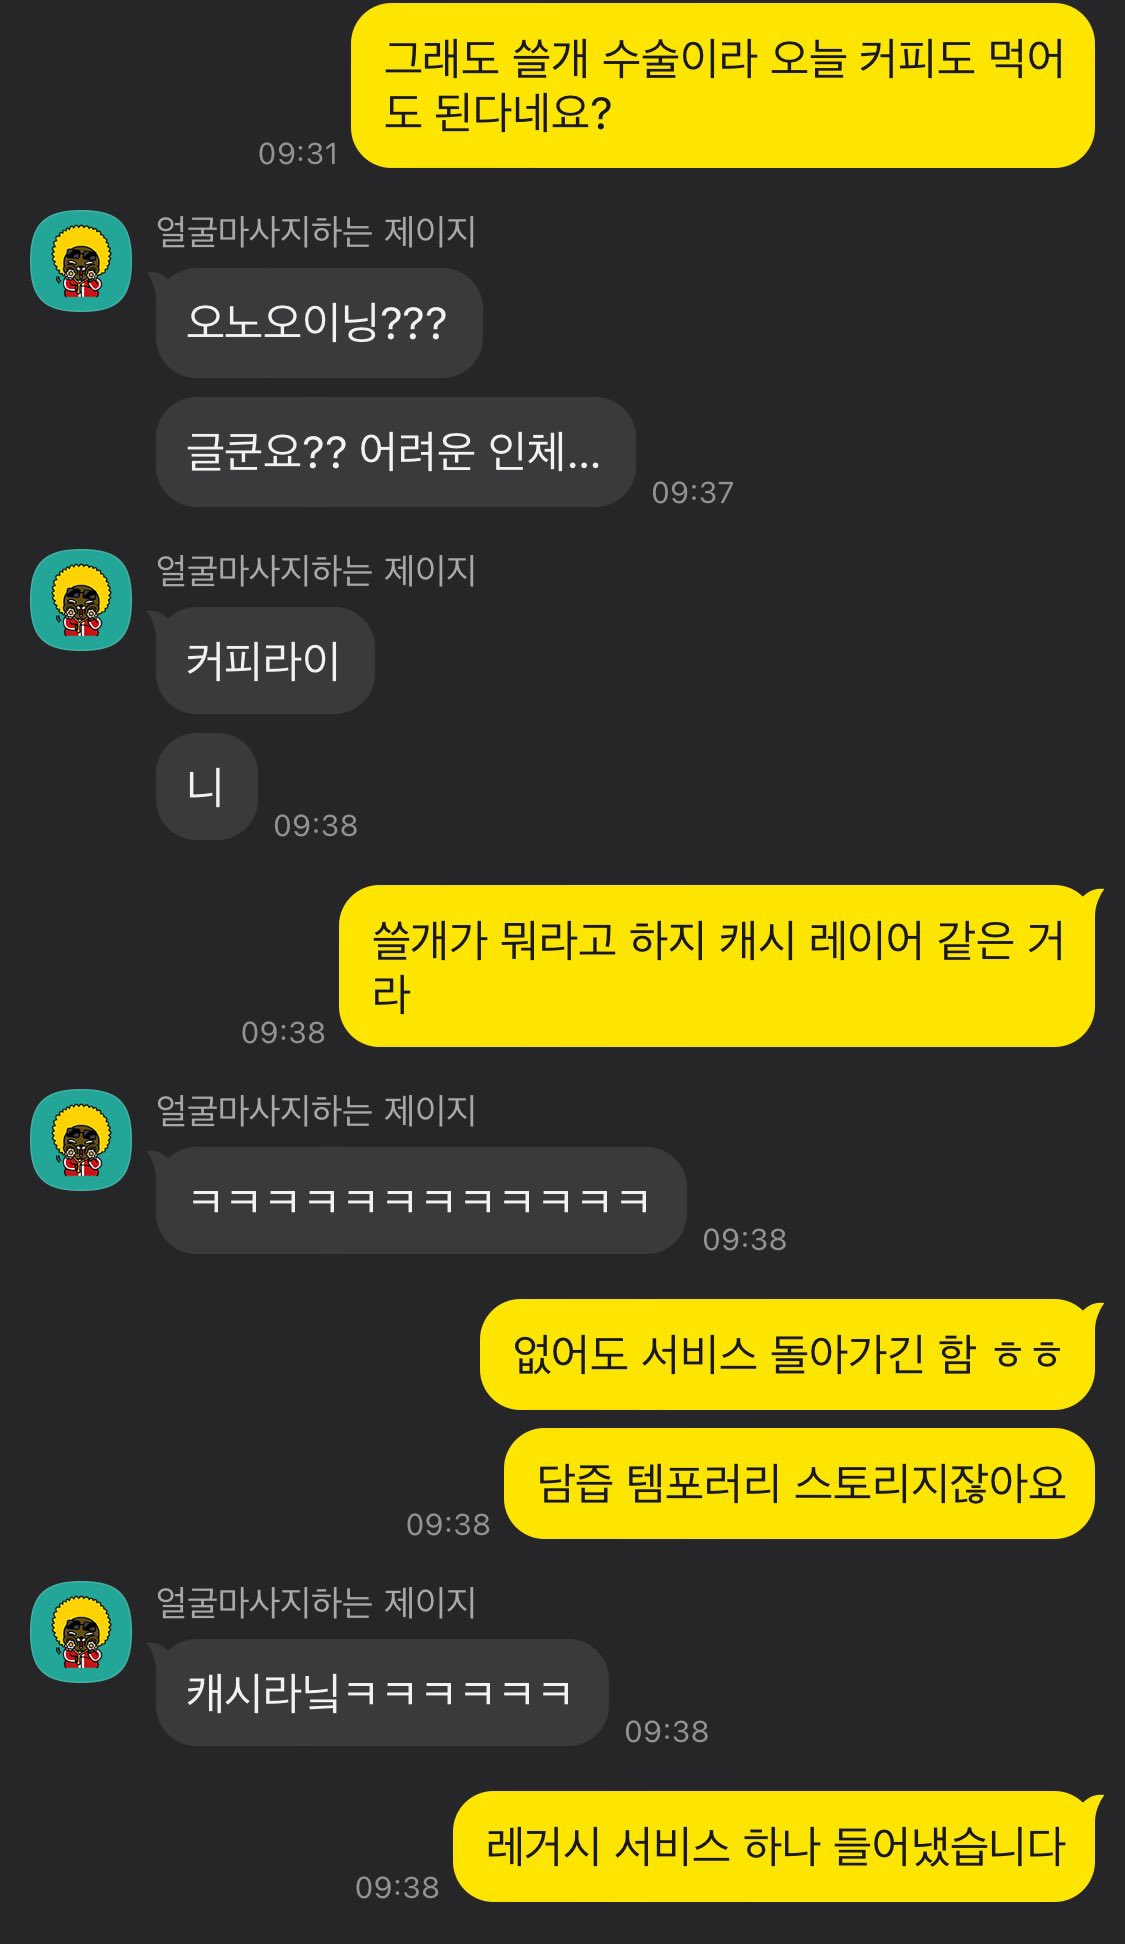 그래도 쓸개 수술이라 오늘 커피도 먹어
도 된다네요?
09:31
얼굴마사지하는 제이지
오노오이닝???
글쿤요?? 어려운 인체...
09:37
얼굴마사지하는 제이지
커피라이
니
09:38
쓸개가 뭐라고 하지 캐시 레이어 같은 거
라
09:38
얼굴마사지하는 제이지
ㅋㅋㅋㅋㅋㅋㅋㅋㅋㅋㅋㅋ
09:38
없어도 서비스 돌아가긴 함 ㅎㅎ
담즙 템포러리 스토리지잖아요
09:38
얼굴마사지하는 제이지
캐시라닠ㅋㅋㅋㅋㅋㅋ
09:38
레거시 서비스 하나 들어냈습니다
09:38